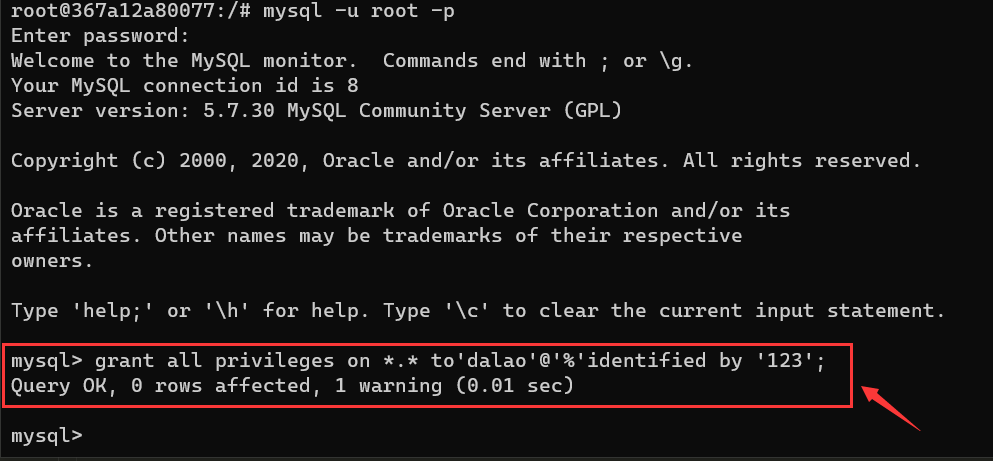 root@367a12a80077:/# mysql -u root -p
Enter password:
Welcome to the MySQL monitor.  Commands end with ; or \g.
Your MySQL connection id is 8
Server version: 5.7.30 MySQL Community Server (GPL)
Copyright (c) 2000, 2020, Oracle and/or its affiliates. All rights reserved.
Oracle is a registered trademark of Oracle Corporation and/or its
affiliates. Other names may be trademarks of their respective
owners.
Type 'help;' or '\h' for help. Type '\c' to clear the current input statement.
mysql> grant all privileges on *.* to'dalao'@'%'identified by '123';
Query OK, 0 rows affected, 1 warning (0.01 sec)
mysql>